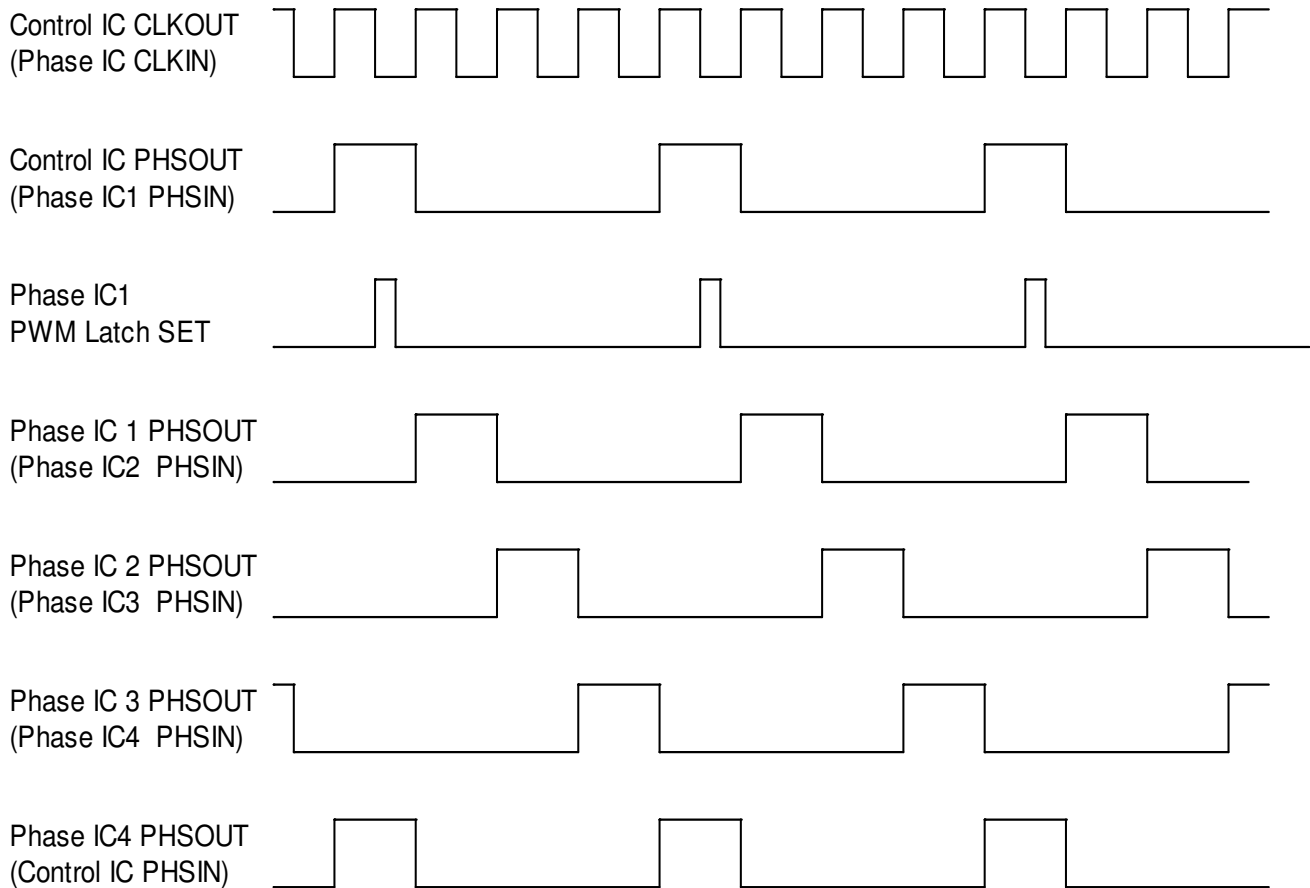 Control IC CLKOUT
(Phase IC CLKIN)
Control IC PHSOUT
(Phase IC1 PHSIN)
Phase IC1
PWM Latch SET
Phase IC 1 PHSOUT
(Phase IC2 PHSIN)
Phase IC 2 PHSOUT
(Phase IC3 PHSIN)
Phase IC 3 PHSOUT
(Phase IC4 PHSIN)
Phase IC4 PHSOUT
(Control IC PHSIN)